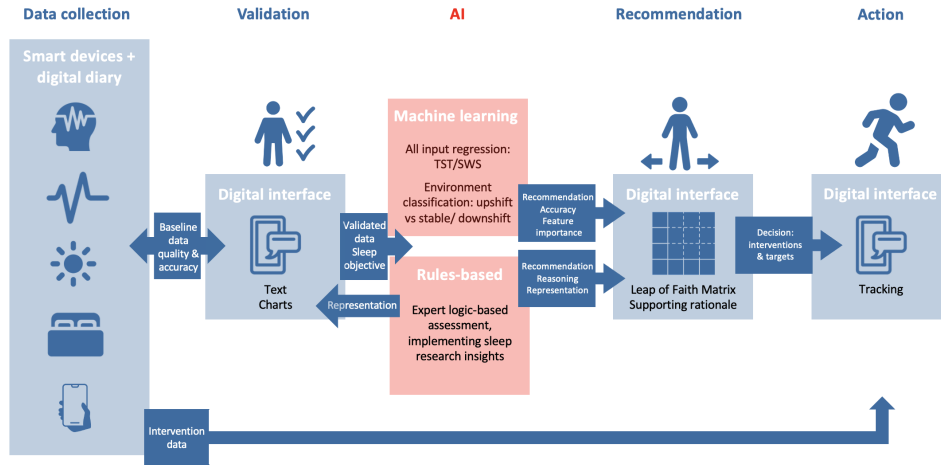 Data collection
Validation
AI
Recommendation
Action
Smart devices +
digital diary
Baseline
data
quality &
accuracy
Digital interface
Text
Charts
Validated
data
Sleep
objective
Representation
Machine learning
All input regression:
TST/SWS
Environment
classification: upshift
vs stable/ downshift
Rules-based
Expert logic-based
assessment,
implementing sleep
research insights
Recommendation
Accuracy
Feature
importance
Recommendation
Reasoning
Representation
Digital interface
Leap of Faith Matrix
Supporting rationale
Decision:
interventions
& targets
Digital interface
Tracking
Intervention
data